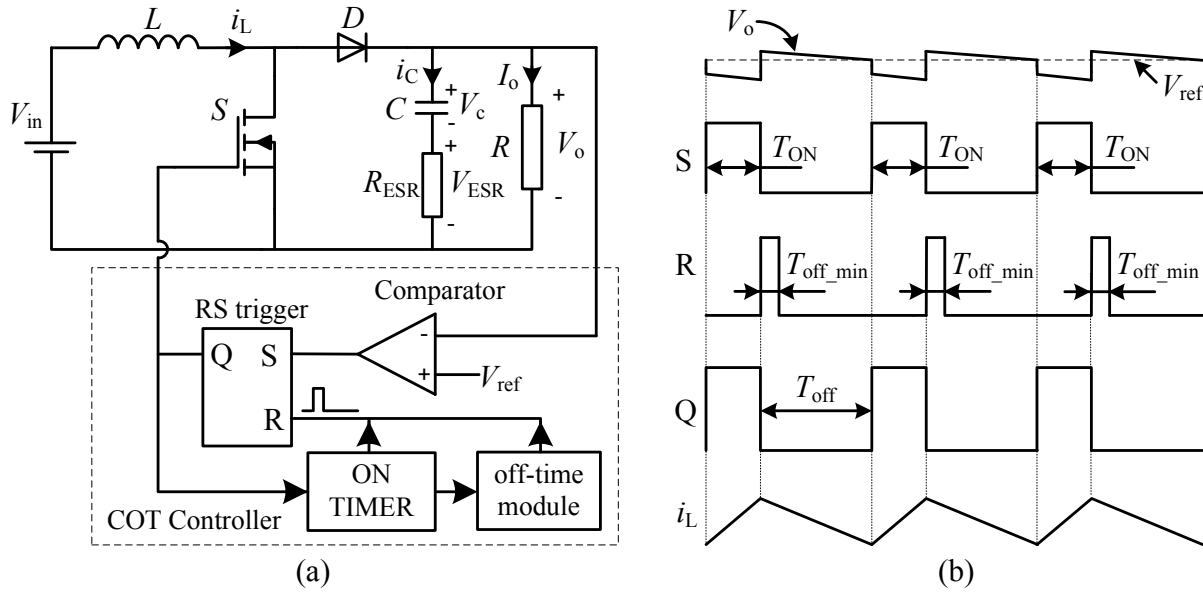 L
iL
D
Vin
S
iC
C
+
Vc
-
+
RESR
VESR
-
Io
+
R
Vo
-
Comparator
RS trigger
Q
S
-
+
Vref
R
ON
TIMER
off-time
module
COT Controller
(a)
Vo
Vref
S
TON
TON
TON
R
Toff_min
Toff_min
Toff_min
Q
Toff
iL
(b)